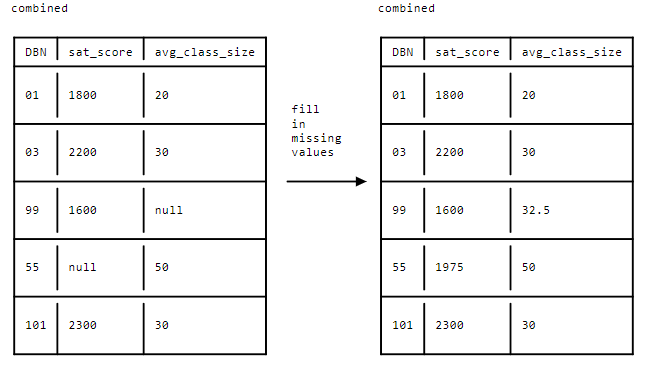 combined
DBN sat_score avg_class_size
01 1800 20
03 2200 30
99 1600 null
55 null 50
101 2300 30
fill
in
missing
values
combined
DBN sat_score avg_class_size
01 1800 20
03 2200 30
99 1600 32.5
55 1975 50
101 2300 30